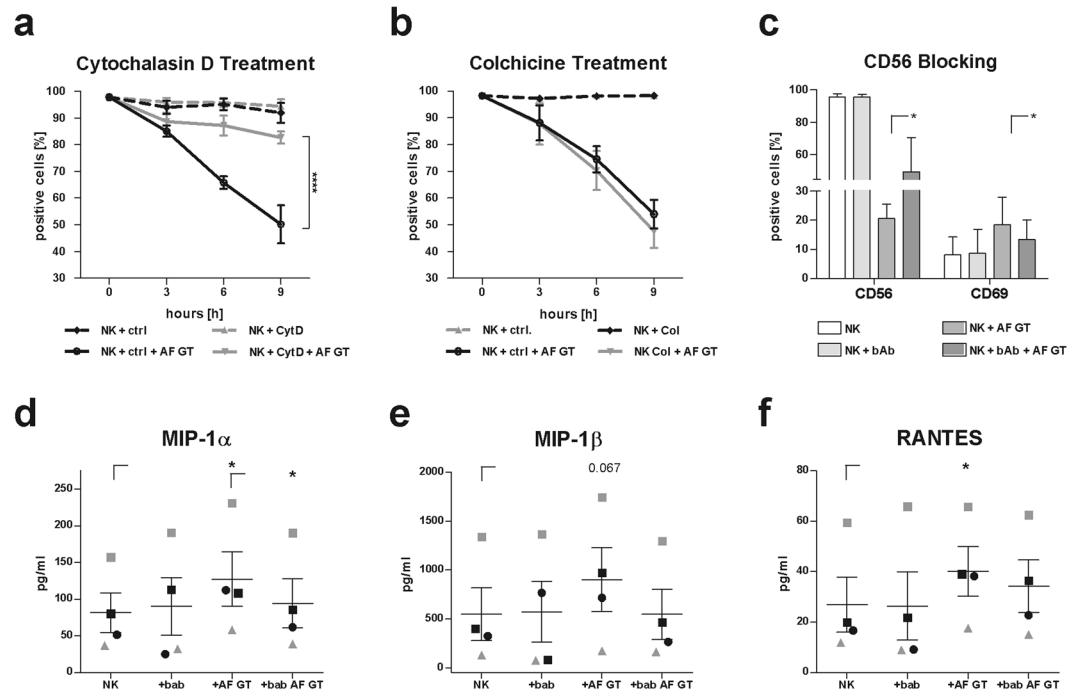 a
Cytochalasin D Treatment
positive cells [%]
100
90
80
70
60
50
40
30
0 3 6 9
hours [h]
****
NK + ctrl
NK + CytD
NK + ctrl + AF GT
NK + CytD + AF GT
b
Colchicine Treatment
positive cells [%]
100
90
80
70
60
50
40
30
0 3 6 9
hours [h]
NK + ctrl.
NK + Col
NK + ctrl + AF GT
NK Col + AF GT
c
CD56 Blocking
positive cells [%]
100
80
60
30
20
10
0
*
*
CD56 CD69
NK
NK + AF GT
NK + bAb
NK + bAb + AF GT
d
MIP-1α
pg/ml
250
200
150
100
50
0
*
*
NK +bab +AF GT +bab AF GT
e
MIP-1β
pg/ml
2000
1500
1000
500
0
0.067
NK +bab +AF GT +bab AF GT
f
RANTES
pg/ml
80
60
40
20
0
*
NK +bab +AF GT +bab AF GT